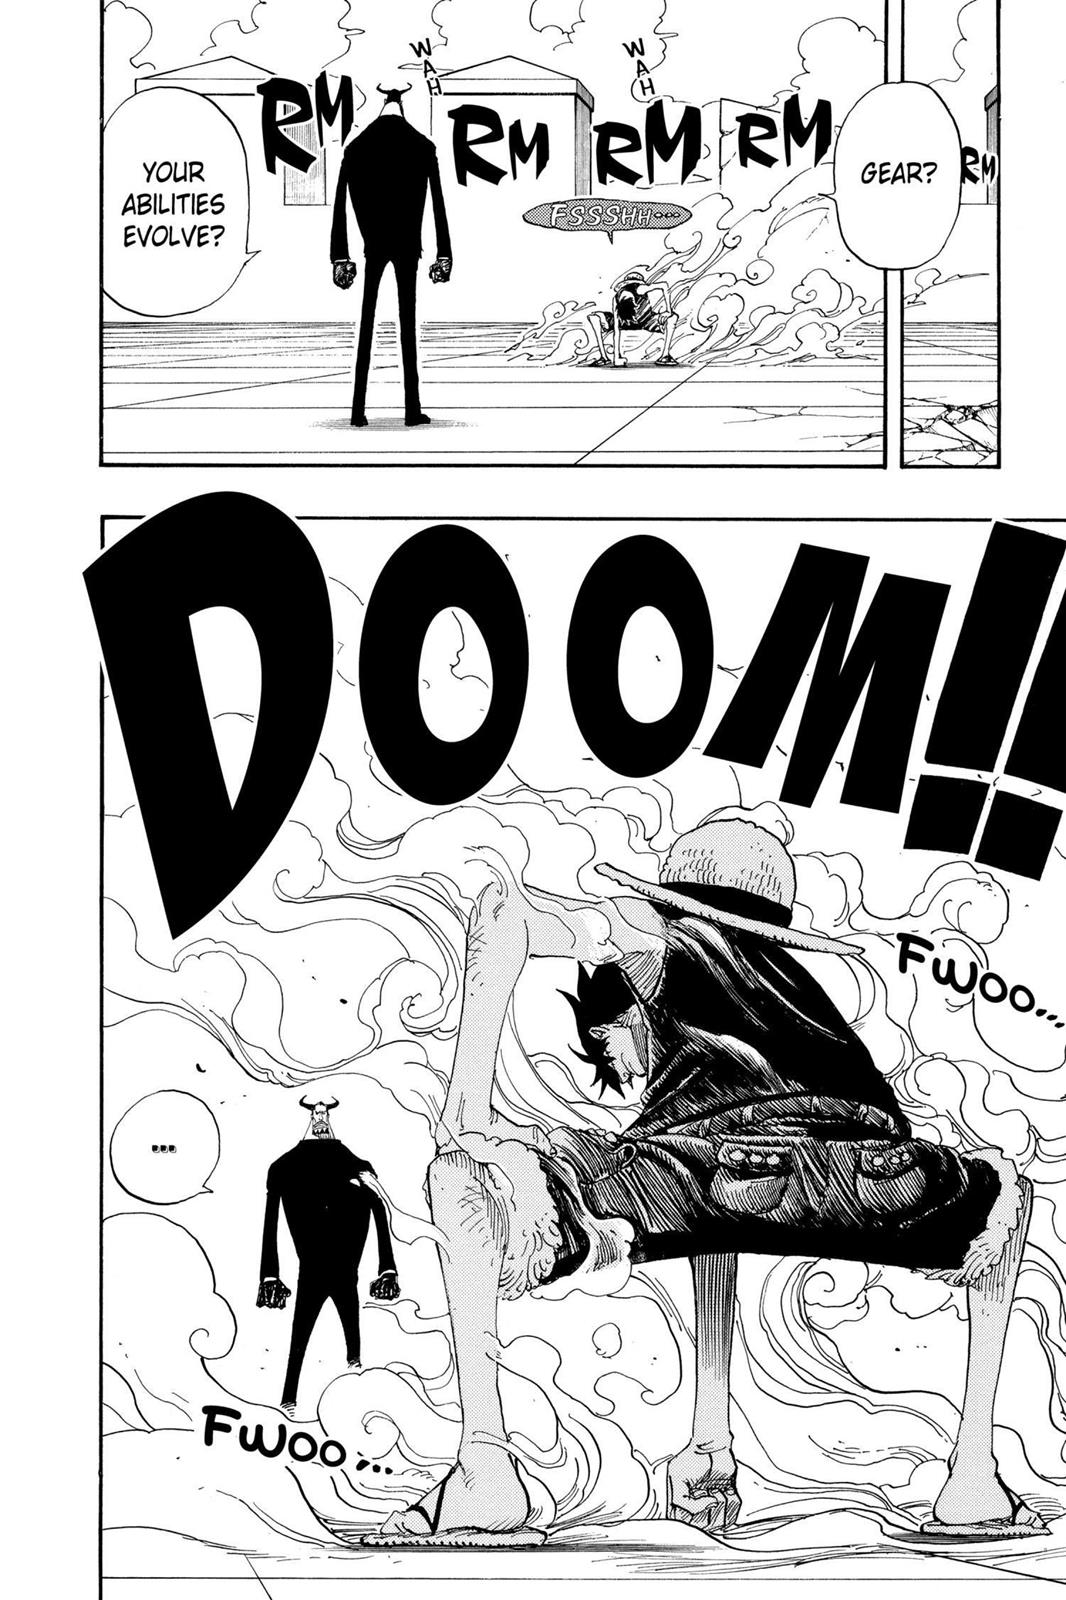 GEAR?
RM
WAH
WAH
RM
RM
RM
RM
FSSSHH...
YOUR
ABILITIES
EVOLVE?
DOOM!!
FWOO...
...
FWOO...